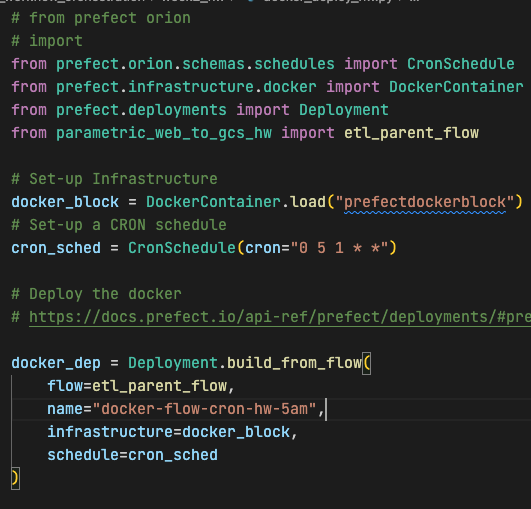 # from prefect orion
# import
from prefect.orion.schemas.schedules import CronSchedule
from prefect.infrastructure.docker import DockerContainer
from prefect.deployments import Deployment
from parametric_web_to_gcs_hw import etl_parent_flow
# Set-up Infrastructure
docker_block = DockerContainer.load("prefectdockerblock")
# Set-up a CRON schedule
cron_sched = CronSchedule(cron="0 5 1 * *")
# Deploy the docker
# https://docs.prefect.io/api-ref/prefect/deployments/#pre
docker_dep = Deployment.build_from_flow(
    flow=etl_parent_flow,
    name="docker-flow-cron-hw-5am",
    infrastructure=docker_block,
    schedule=cron_sched
)